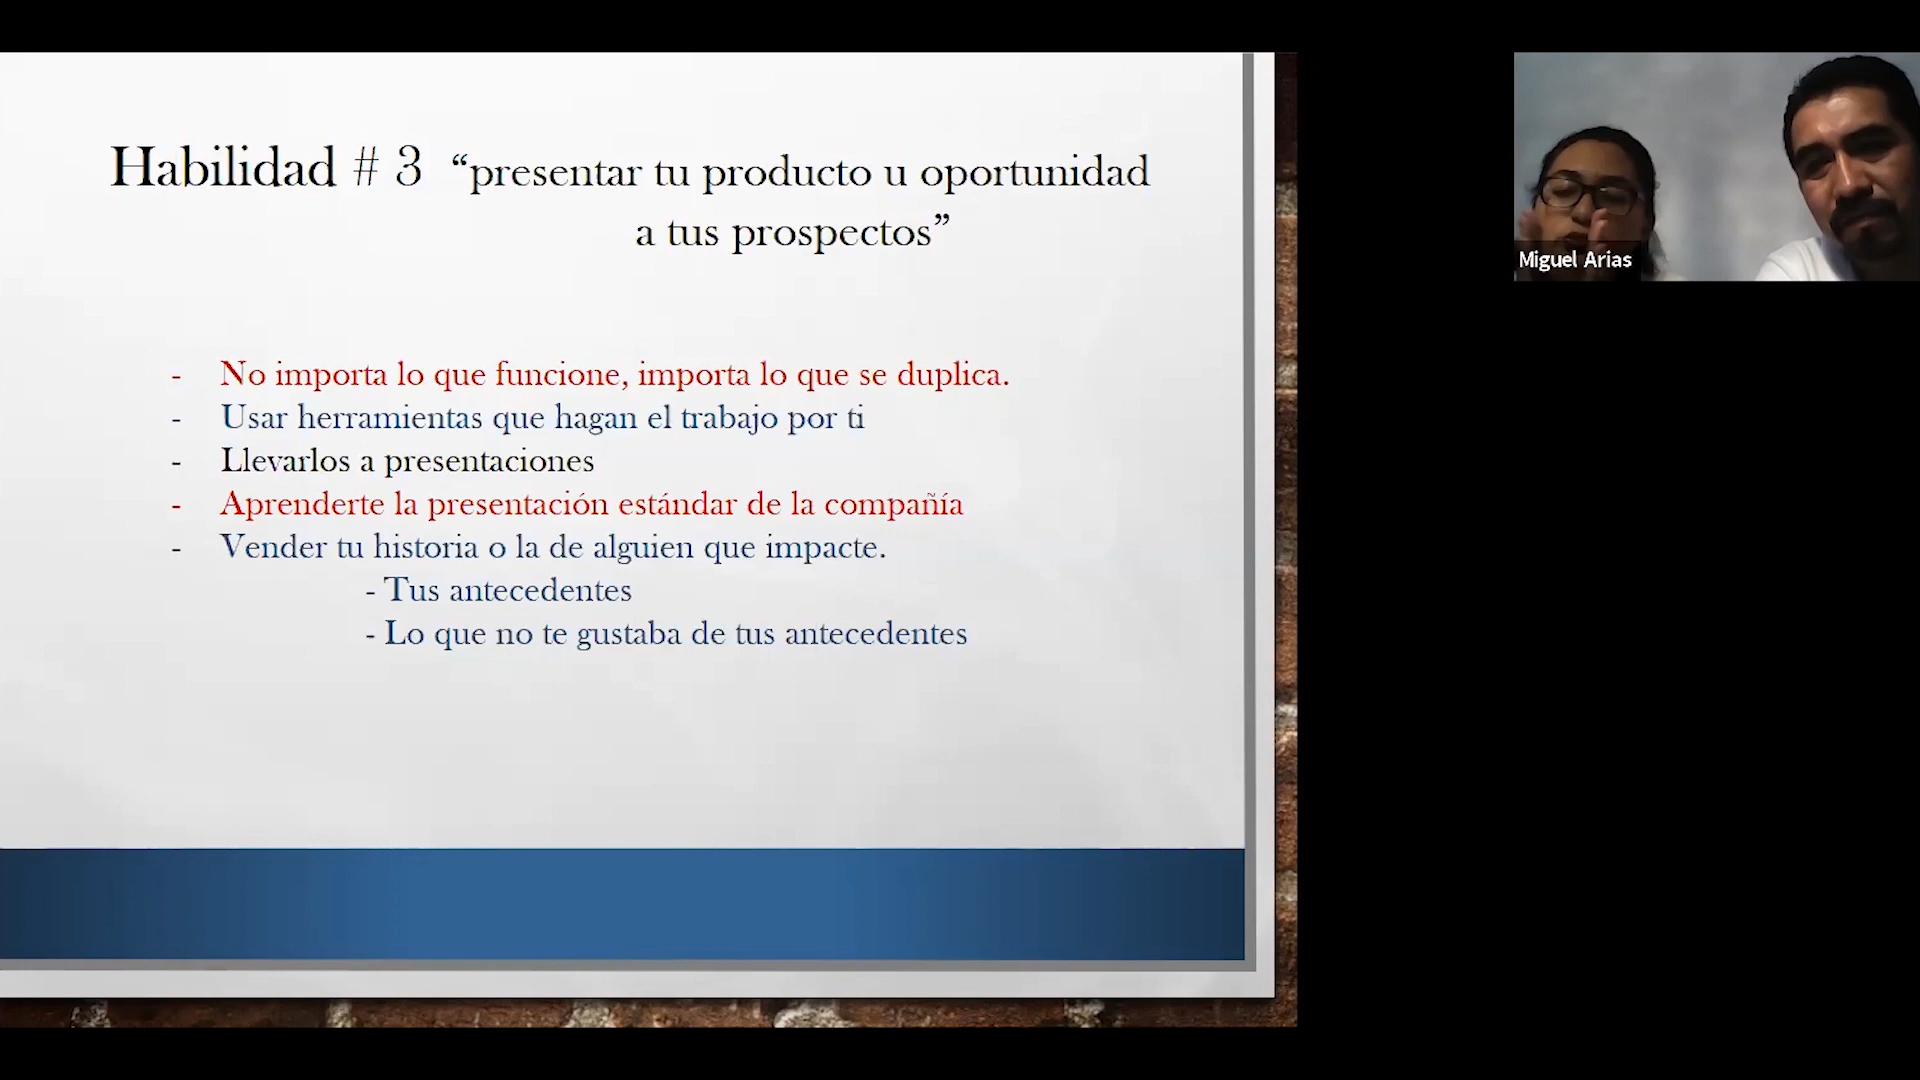 Habilidad # 3 “presentar tu producto u oportunidad
a tus prospectos”
- No importa lo que funcione, importa lo que se duplica.
- Usar herramientas que hagan el trabajo por ti
- Llevarlos a presentaciones
- Aprenderte la presentación estándar de la compañía
- Vender tu historia o la de alguien que impacte.
- Tus antecedentes
- Lo que no te gustaba de tus antecedentes
Miguel Arias